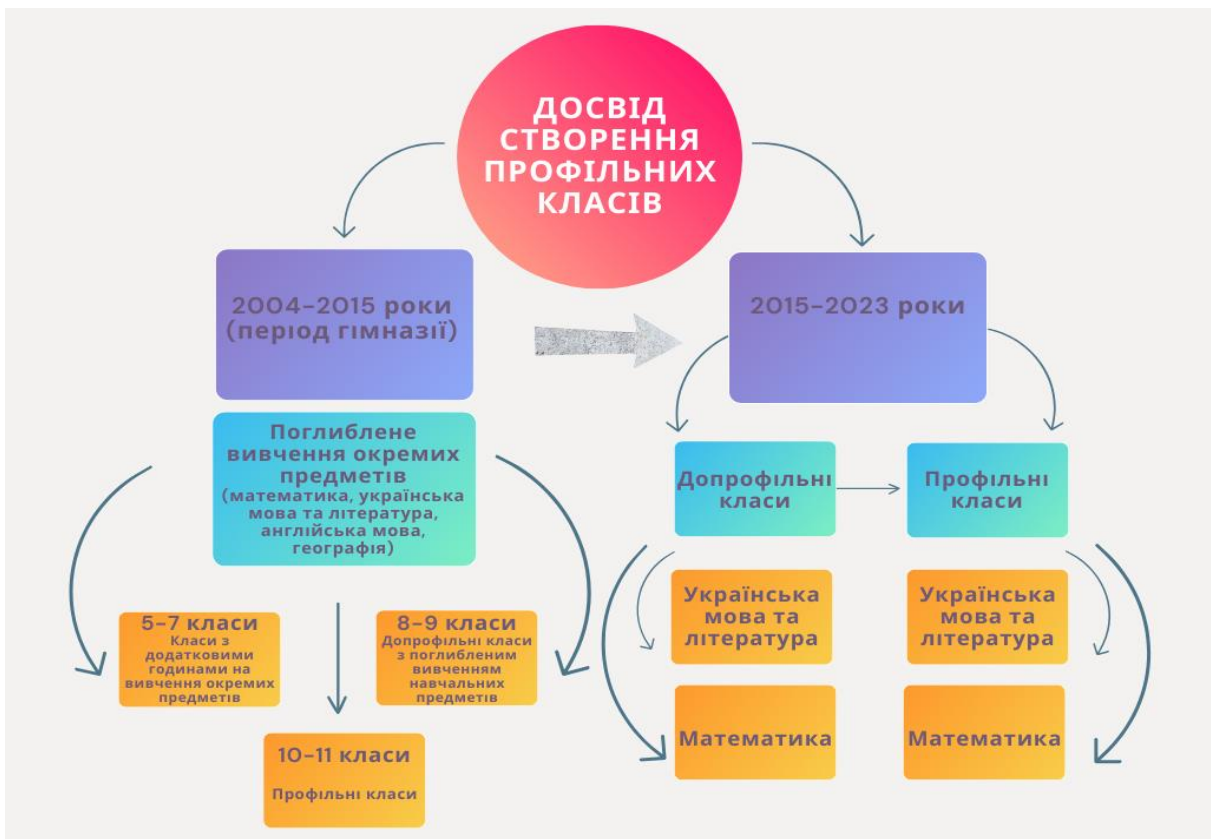 ДОСВІД
СТВОРЕННЯ
ПРОФІЛЬНИХ
КЛАСІВ
2004-2015 роки
(період гімназії)
2015-2023 роки
Поглиблене
вивчення окремих
предметів
(математика, українська
мова та література,
англійська мова,
географія)
Допрофільні
класи
Профільні
класи
5-7 класи
Класи з
додатковими
годинами на
вивчення окремих
предметів
8-9 класи
Допрофільні класи
з поглибленим
вивченням
навчальних
предметів
10-11 класи
Профільні класи
Українська
мова та
література
Українська
мова та
література
Математика
Математика